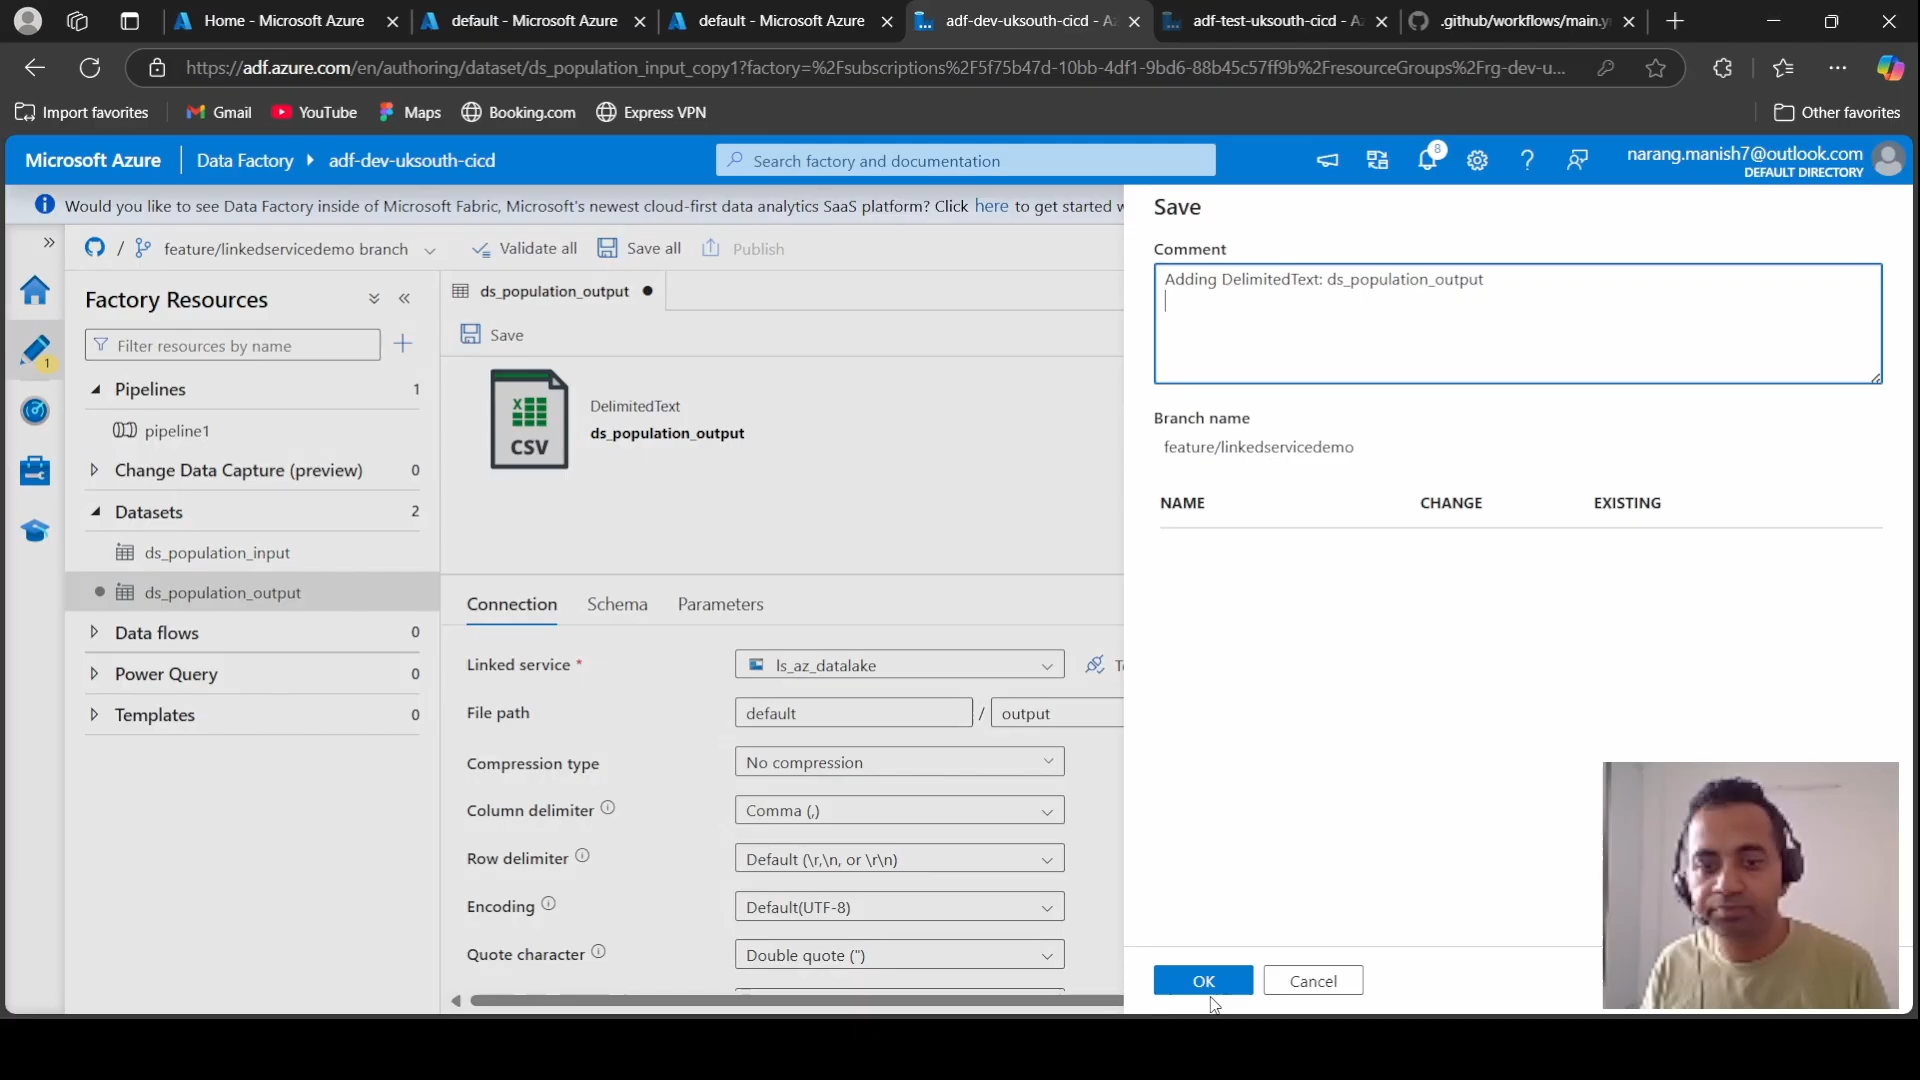 Home - Microsoft Azure
default - Microsoft Azure
default - Microsoft Azure
adf-dev-uksouth-cicd - A
adf-test-uksouth-cicd - A
.github/workflows/main.y
https://adf.azure.com/en/authoring/dataset/ds_population_input_copy1?factory=%2Fsubscriptions%2F5f75b47d-10bb-4df1-9bd6-88b45c57ff9b%2FresourceGroups%2Frg-dev-u...
Import favorites
Gmail
YouTube
Maps
Booking.com
Express VPN
Other favorites
Microsoft Azure
Data Factory
adf-dev-uksouth-cicd
Search factory and documentation
8
narang.manish7@outlook.com
DEFAULT DIRECTORY
Would you like to see Data Factory inside of Microsoft Fabric, Microsoft's newest cloud-first data analytics SaaS platform? Click here to get started
/ feature/linkedservicedemo branch
Validate all
Save all
Publish
Factory Resources
Filter resources by name
1
Pipelines 1
pipeline1
Change Data Capture (preview) 0
Datasets 2
ds_population_input
ds_population_output
Data flows 0
Power Query 0
Templates 0
ds_population_output
Save
CSV
DelimitedText
ds_population_output
Connection
Schema
Parameters
Linked service * ls_az_datalake
File path default / output
Compression type No compression
Column delimiter Comma (,)
Row delimiter Default (\r,\n, or \r\n)
Encoding Default(UTF-8)
Quote character Double quote (")
Save
Comment
Adding DelimitedText: ds_population_output
Branch name
feature/linkedservicedemo
NAME CHANGE EXISTING
OK
Cancel